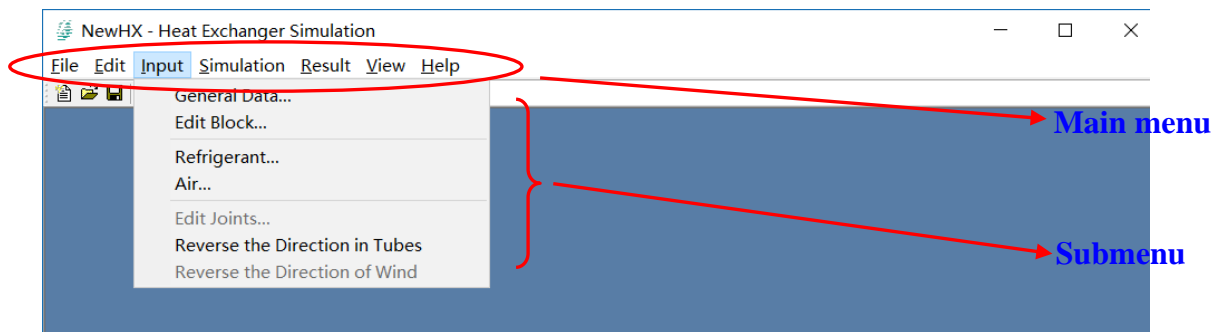 NewHX - Heat Exchanger Simulation
File Edit Input Simulation Result View Help
General Data...
Edit Block...
Main menu
Refrigerant...
Air...
Edit Joints...
Reverse the Direction in Tubes
Submenu
Reverse the Direction of Wind